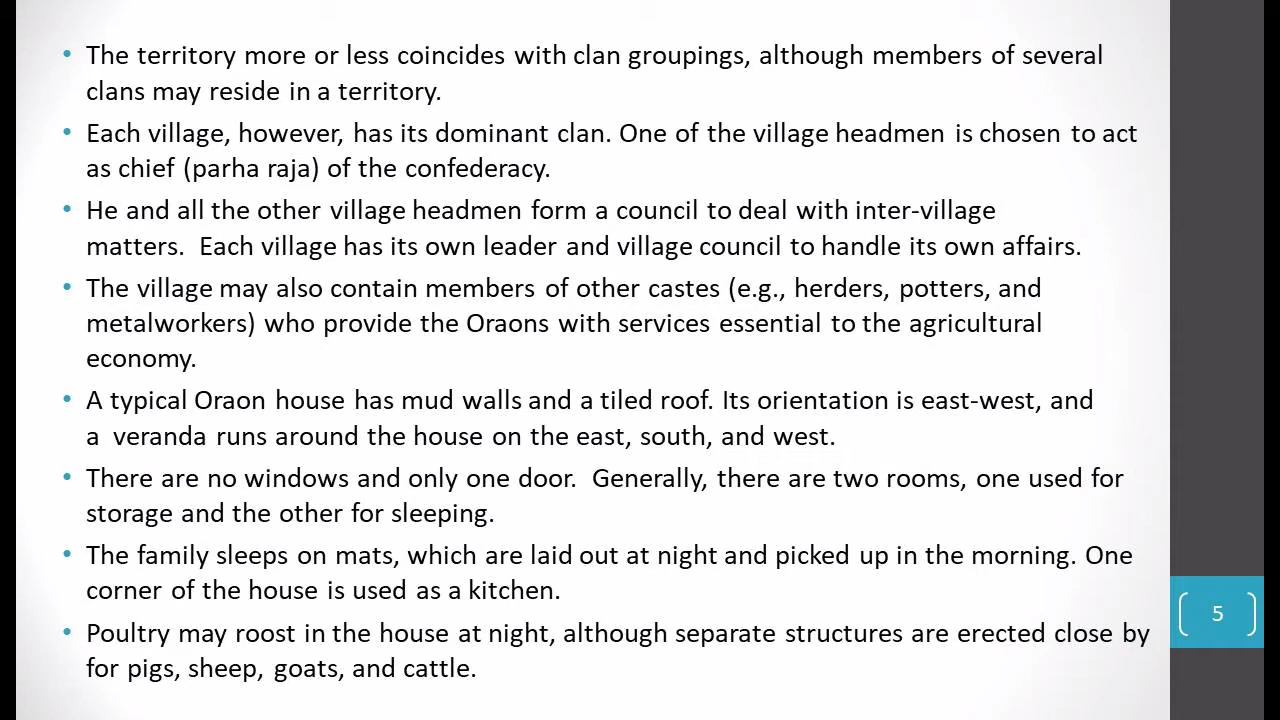 • The territory more or less coincides with clan groupings, although members of several
clans may reside in a territory.
• Each village, however, has its dominant clan. One of the village headmen is chosen to act
as chief (parha raja) of the confederacy.
• He and all the other village headmen form a council to deal with inter-village
matters.  Each village has its own leader and village council to handle its own affairs.
• The village may also contain members of other castes (e.g., herders, potters, and
metalworkers) who provide the Oraons with services essential to the agricultural
economy.
• A typical Oraon house has mud walls and a tiled roof. Its orientation is east-west, and
a  veranda runs around the house on the east, south, and west.
• There are no windows and only one door.  Generally, there are two rooms, one used for
storage and the other for sleeping.
• The family sleeps on mats, which are laid out at night and picked up in the morning. One
corner of the house is used as a kitchen.
• Poultry may roost in the house at night, although separate structures are erected close by
for pigs, sheep, goats, and cattle.
5